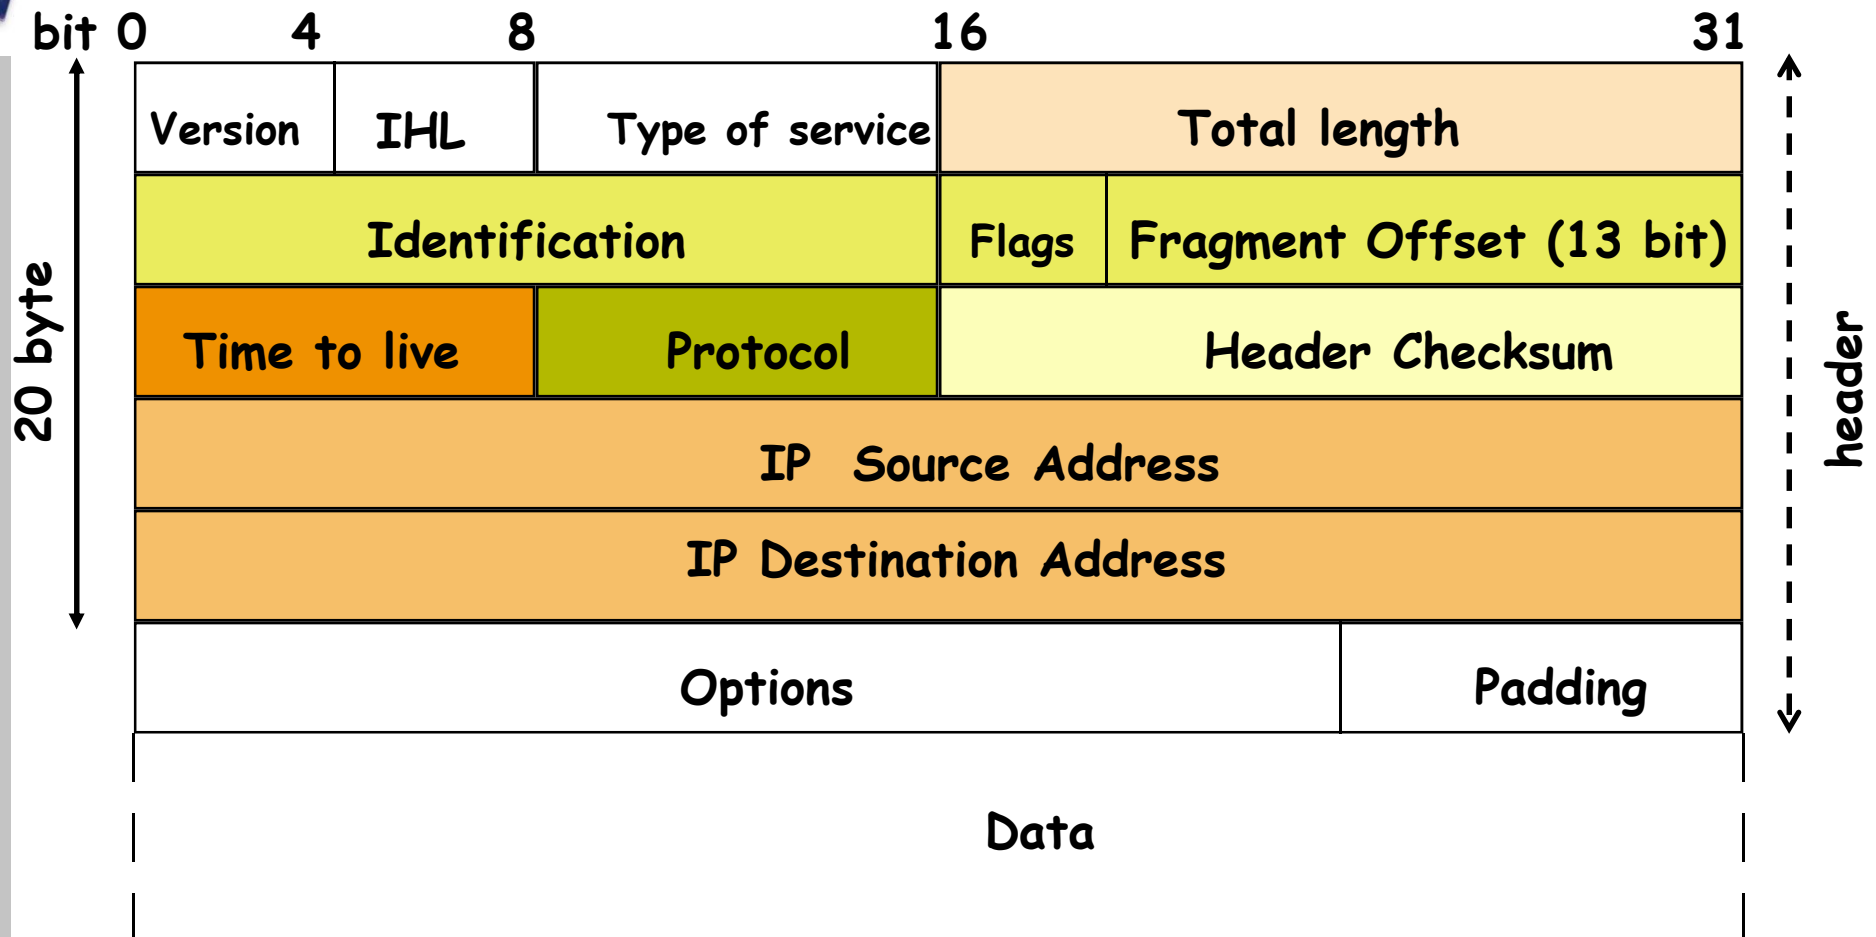 bit 0 4 8 16 31
Version IHL Type of service Total length
Identification Flags Fragment Offset (13 bit)
Time to live Protocol Header Checksum
IP Source Address
IP Destination Address
Options Padding
Data
20 byte
header